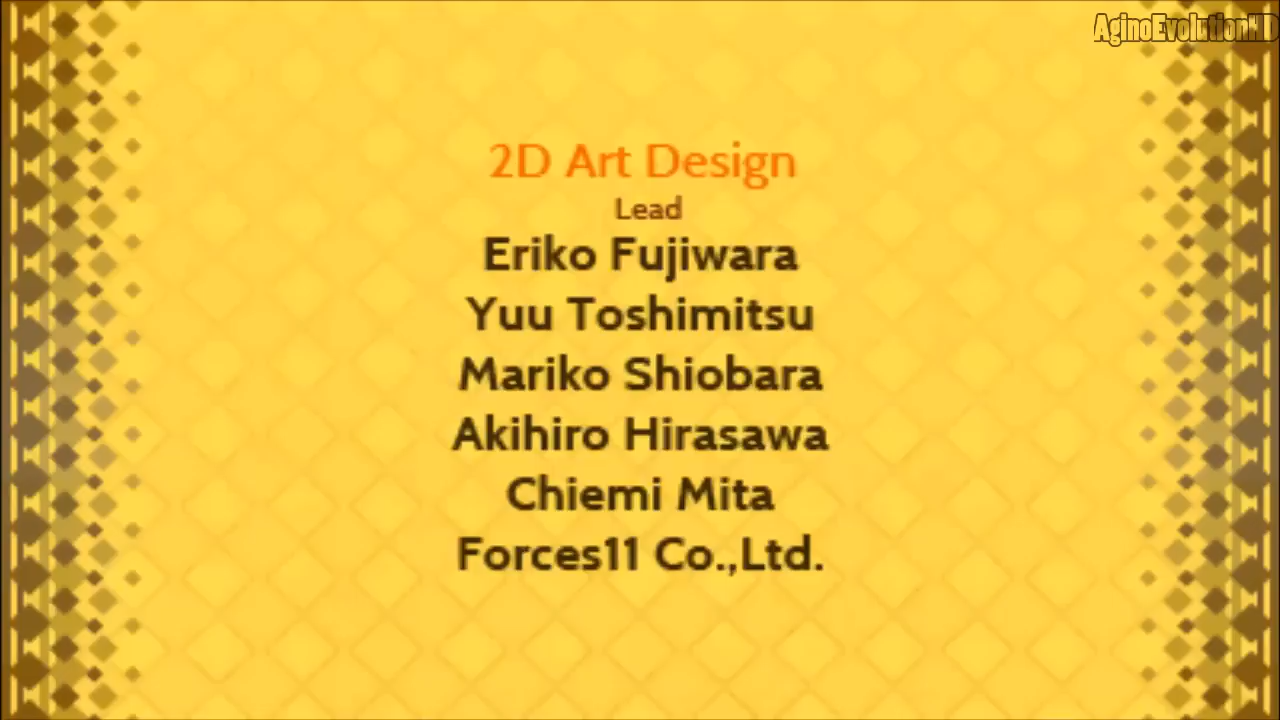 AginoEvolutionHD
2D Art Design
Lead
Eriko Fujiwara
Yuu Toshimitsu
Mariko Shiobara
Akihiro Hirasawa
Chiemi Mita
Forces11 Co.,Ltd.